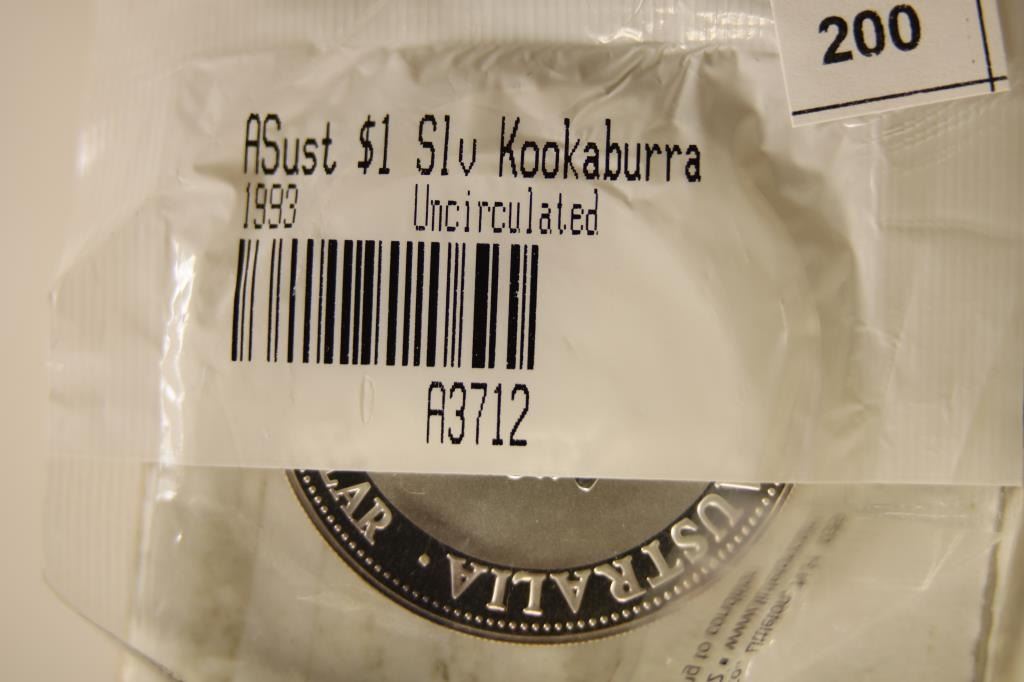 200
ASust $1 Slv Kookaburra
1993 Uncirculated
A3712
LAR · AUSTRALIA